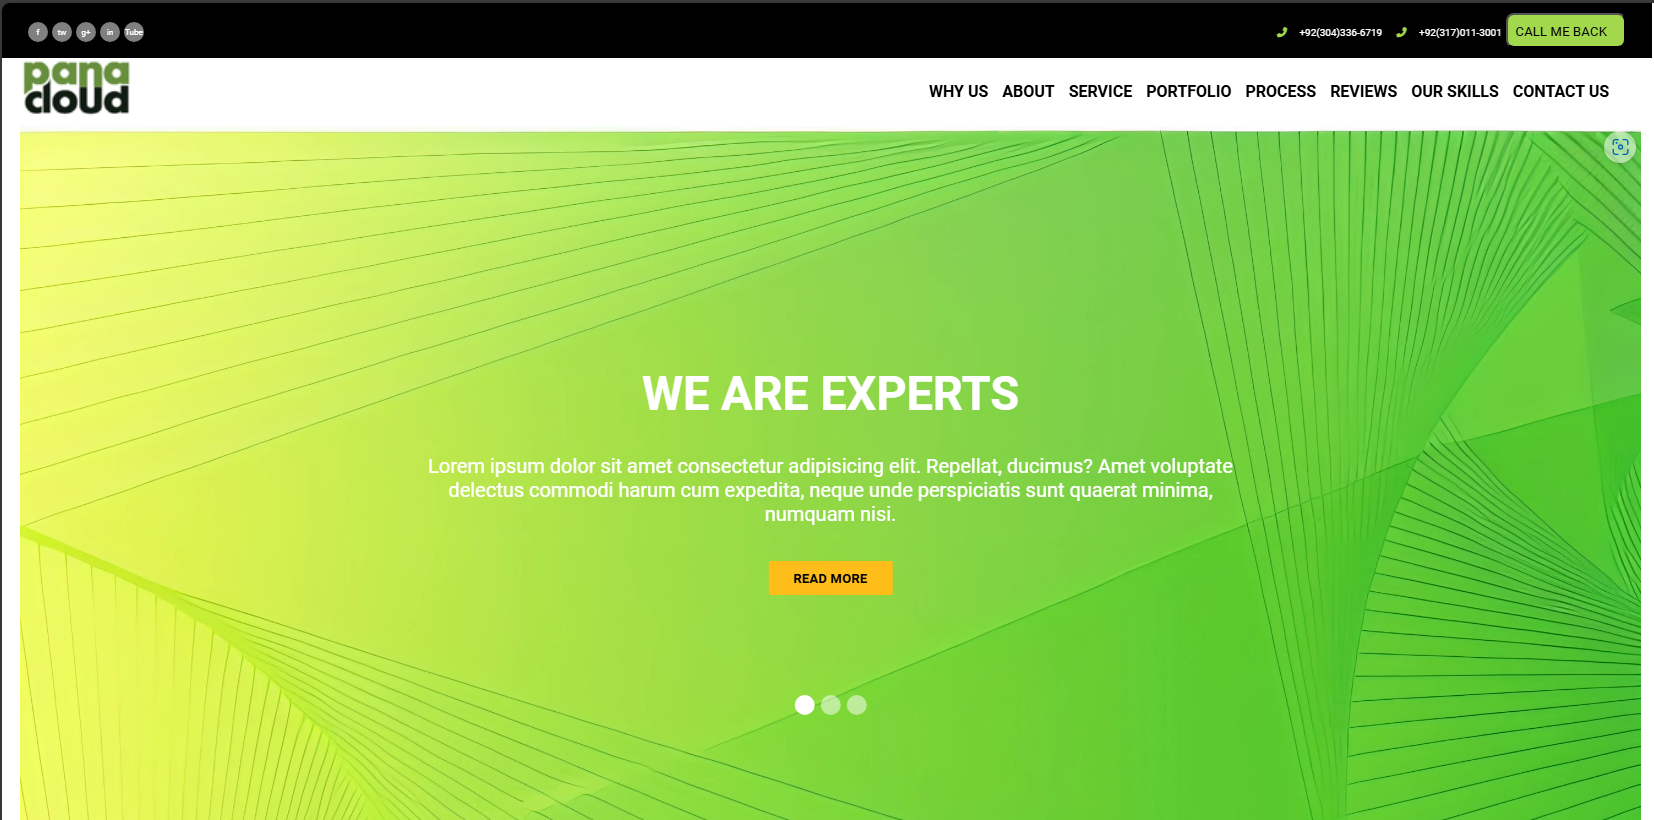 f tw g+ in Tube +92(304)336-6719 +92(317)011-3001 CALL ME BACK
pana
cloud
WHY US ABOUT SERVICE PORTFOLIO PROCESS REVIEWS OUR SKILLS CONTACT US
WE ARE EXPERTS
Lorem ipsum dolor sit amet consectetur adipisicing elit. Repellat, ducimus? Amet voluptate
delectus commodi harum cum expedita, neque unde perspiciatis sunt quaerat minima,
numquam nisi.
READ MORE